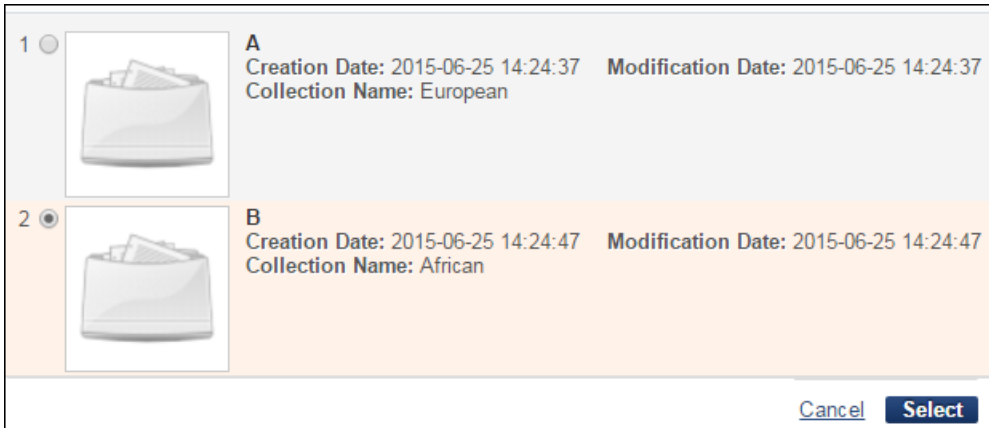 1
A
Creation Date: 2015-06-25 14:24:37 Modification Date: 2015-06-25 14:24:37
Collection Name: European
2
B
Creation Date: 2015-06-25 14:24:47 Modification Date: 2015-06-25 14:24:47
Collection Name: African
Cancel Select